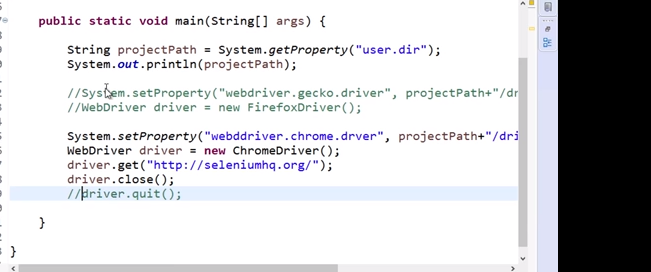 public static void main(String[] args) {
String projectPath = System.getProperty("user.dir");
System.out.println(projectPath);
//System.setProperty("webdriver.gecko.driver", projectPath+"/dr
//WebDriver driver = new FirefoxDriver();
System.setProperty("webddriver.chrome.drver", projectPath+"/dri
WebDriver driver = new ChromeDriver();
driver.get("http://seleniumhq.org/");
driver.close();
//driver.quit();
}
}